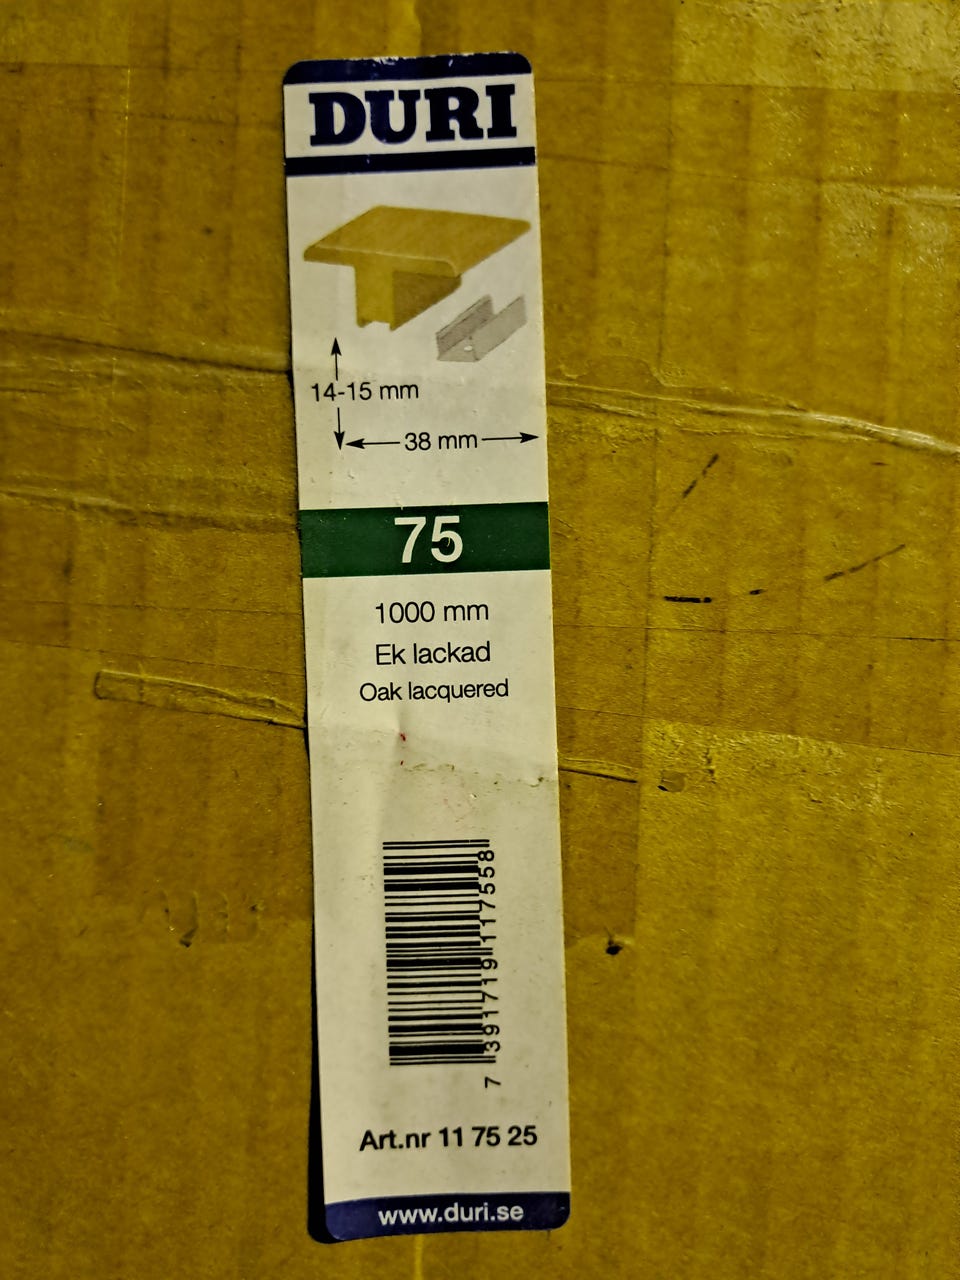 DURI
14-15 mm
38 mm
75
1000 mm
Ek lackad
Oak lacquered
7 391719 117558
Art.nr 11 75 25
www.duri.se